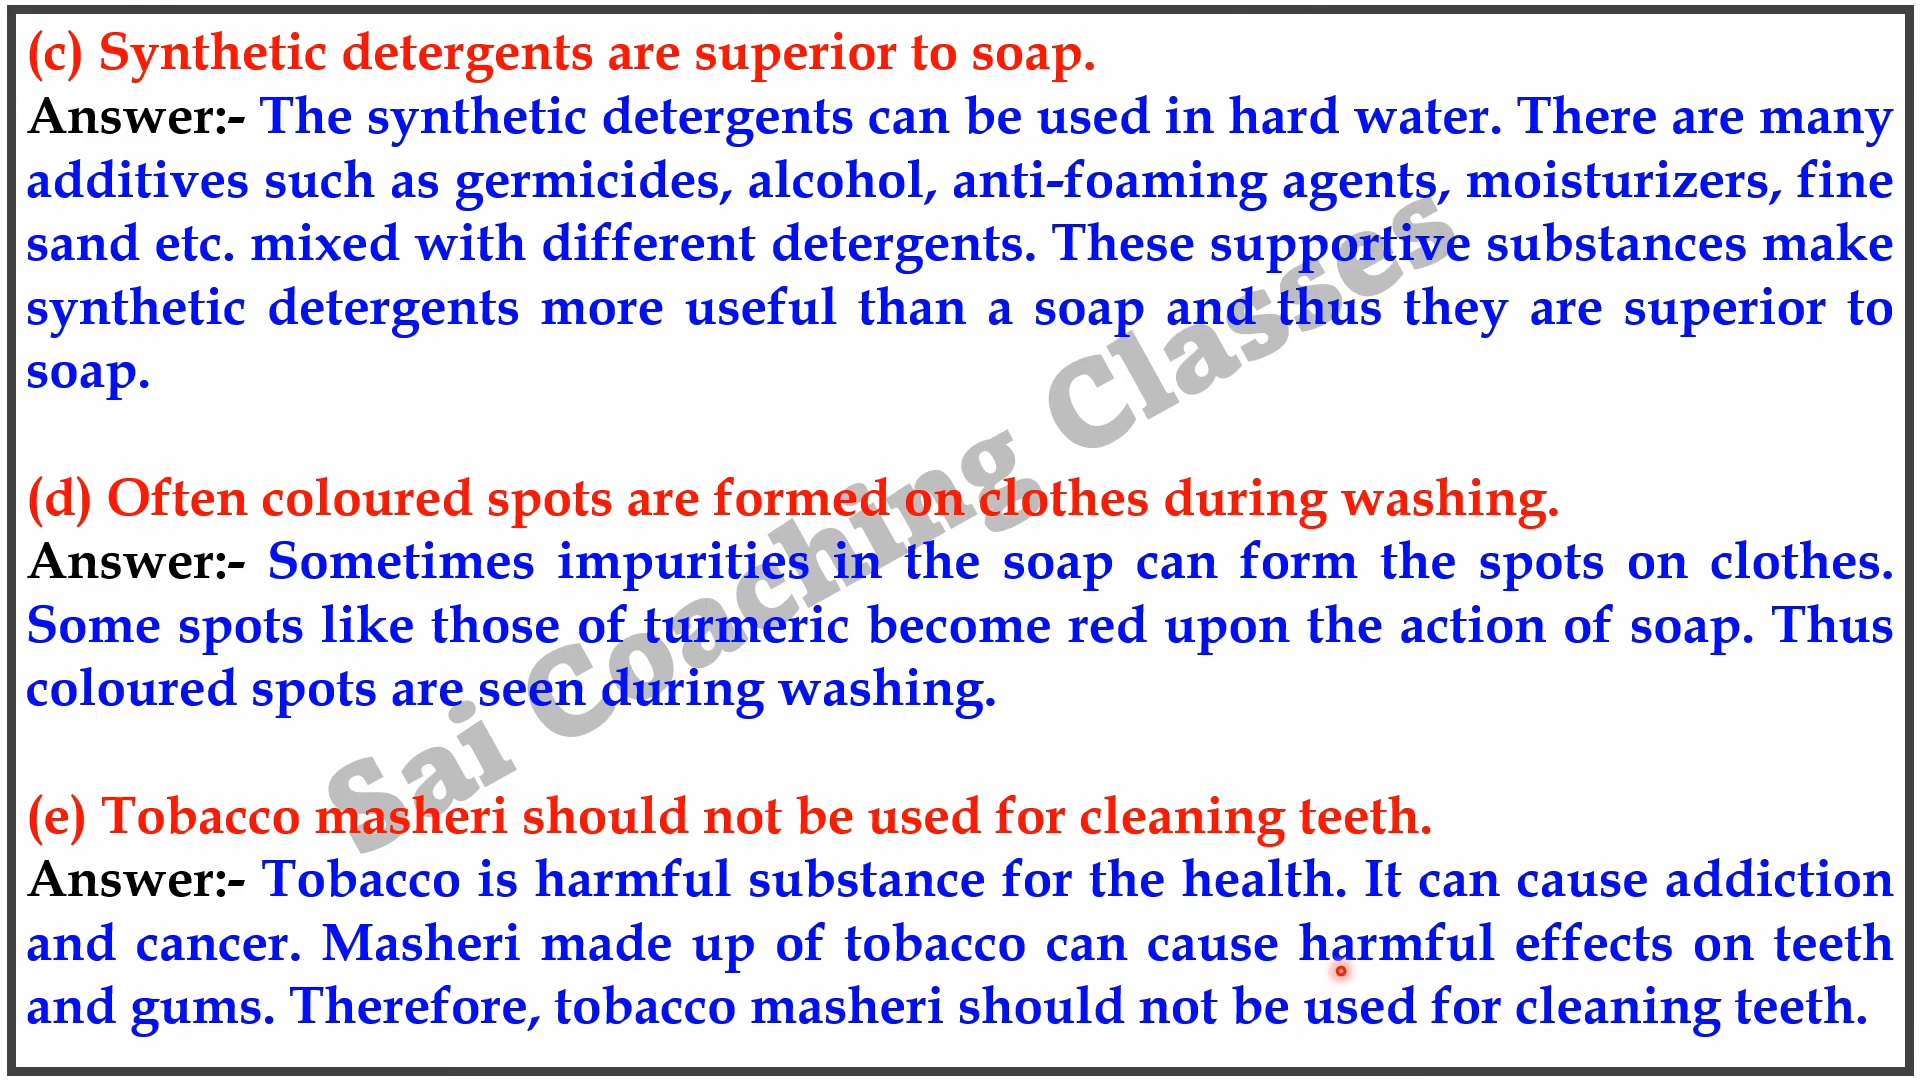 (c) Synthetic detergents are superior to soap.
Answer:- The synthetic detergents can be used in hard water. There are many
additives such as germicides, alcohol, anti-foaming agents, moisturizers, fine
sand etc. mixed with different detergents. These supportive substances make
synthetic detergents more useful than a soap and thus they are superior to
soap.
(d) Often coloured spots are formed on clothes during washing.
Answer:- Sometimes impurities in the soap can form the spots on clothes.
Some spots like those of turmeric become red upon the action of soap. Thus
coloured spots are seen during washing.
(e) Tobacco masheri should not be used for cleaning teeth.
Answer:- Tobacco is harmful substance for the health. It can cause addiction
and cancer. Masheri made up of tobacco can cause harmful effects on teeth
and gums. Therefore, tobacco masheri should not be used for cleaning teeth.
Sai Coaching Classes